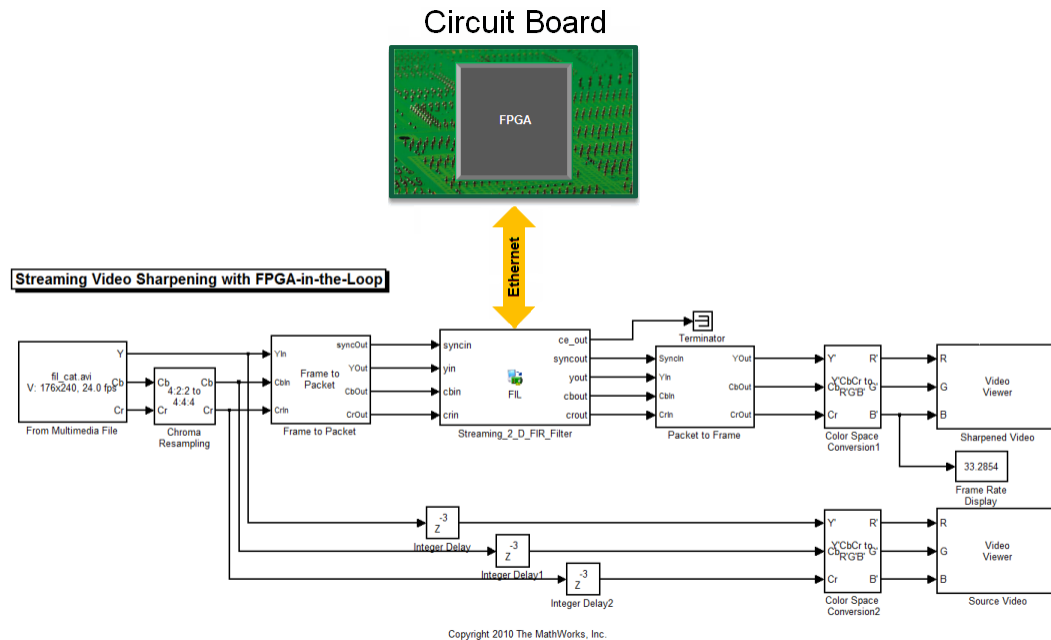 Circuit Board
FPGA
Ethernet
Streaming Video Sharpening with FPGA-in-the-Loop
fil_cat.avi
V: 176x240, 24.0 fps
Y
Cb
Cr
From Multimedia File
Cb
Cr
4:2:2 to
4:4:4
Cb
Cr
Chroma
Resampling
YIn
CbIn
CrIn
Frame to
Packet
syncOut
YOut
CbOut
CrOut
Frame to Packet
syncin
yin
cbin
crin
FIL
ce_out
syncout
yout
cbout
crout
Streaming_2_D_FIR_Filter
Terminator
SyncIn
YIn
CbIn
CrIn
YOut
CbOut
CrOut
Packet to Frame
Y'
Cb
Cr
Y'CbCr to
R'G'B'
R'
G'
B'
Color Space
Conversion1
R
G
B
Video
Viewer
Sharpened Video
33.2854
Frame Rate
Display
-3
Z
Integer Delay
-3
Z
Integer Delay1
-3
Z
Integer Delay2
Y'
Cb
Cr
Y'CbCr to
R'G'B'
R'
G'
B'
Color Space
Conversion2
R
G
B
Video
Viewer
Source Video
Copyright 2010 The MathWorks, Inc.